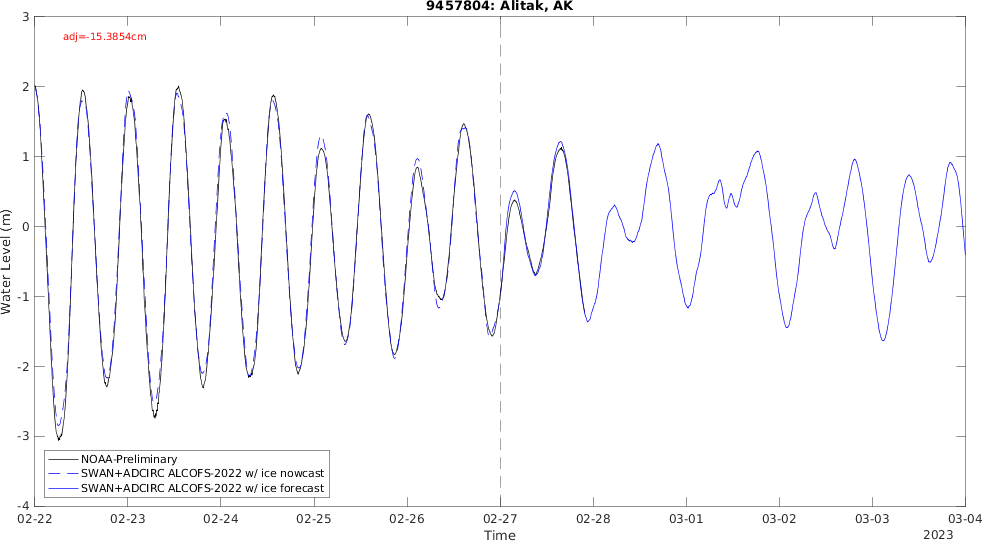 9457804: Alitak, AK
adj=-15.3854cm
3
2
1
0
-1
-2
-3
-4
Water Level (m)
NOAA-Preliminary
SWAN+ADCIRC ALCOFS-2022 w/ ice nowcast
SWAN+ADCIRC ALCOFS-2022 w/ ice forecast
02-22 02-23 02-24 02-25 02-26 02-27 02-28 03-01 03-02 03-03 03-04
Time
2023